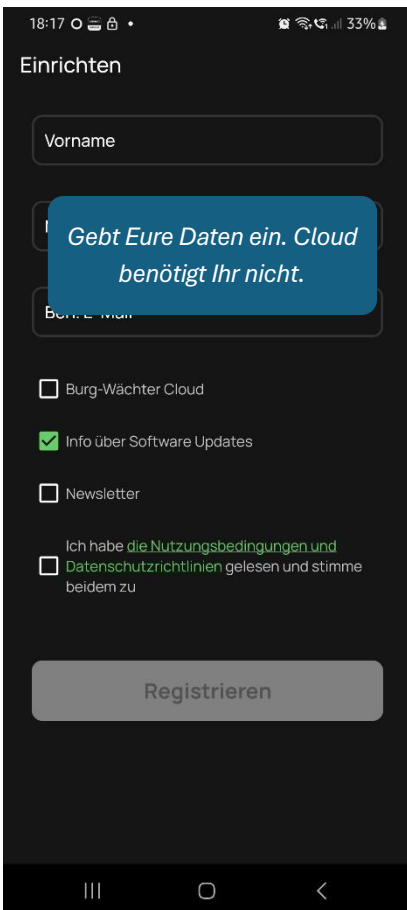 18:17
33%
Einrichten
Vorname
Gebt Eure Daten ein. Cloud
benötigt Ihr nicht.
E-Mail
Burg-Wächter Cloud
Info über Software Updates
Newsletter
Ich habe die Nutzungsbedingungen und
Datenschutzrichtlinien gelesen und stimme
beidem zu
Registrieren